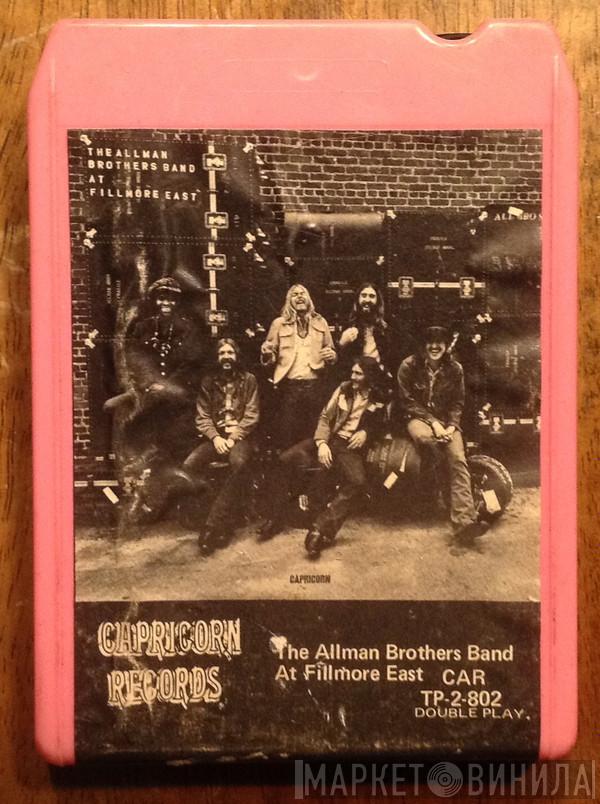 THE ALLMAN
BROTHERS BAND
AT
FILLMORE EAST
CAPRICORN
CAPRICORN
RECORDS
The Allman Brothers Band
At Fillmore East CAR
TP-2-802
DOUBLE PLAY.
МАРКЕТ ВИНИЛА